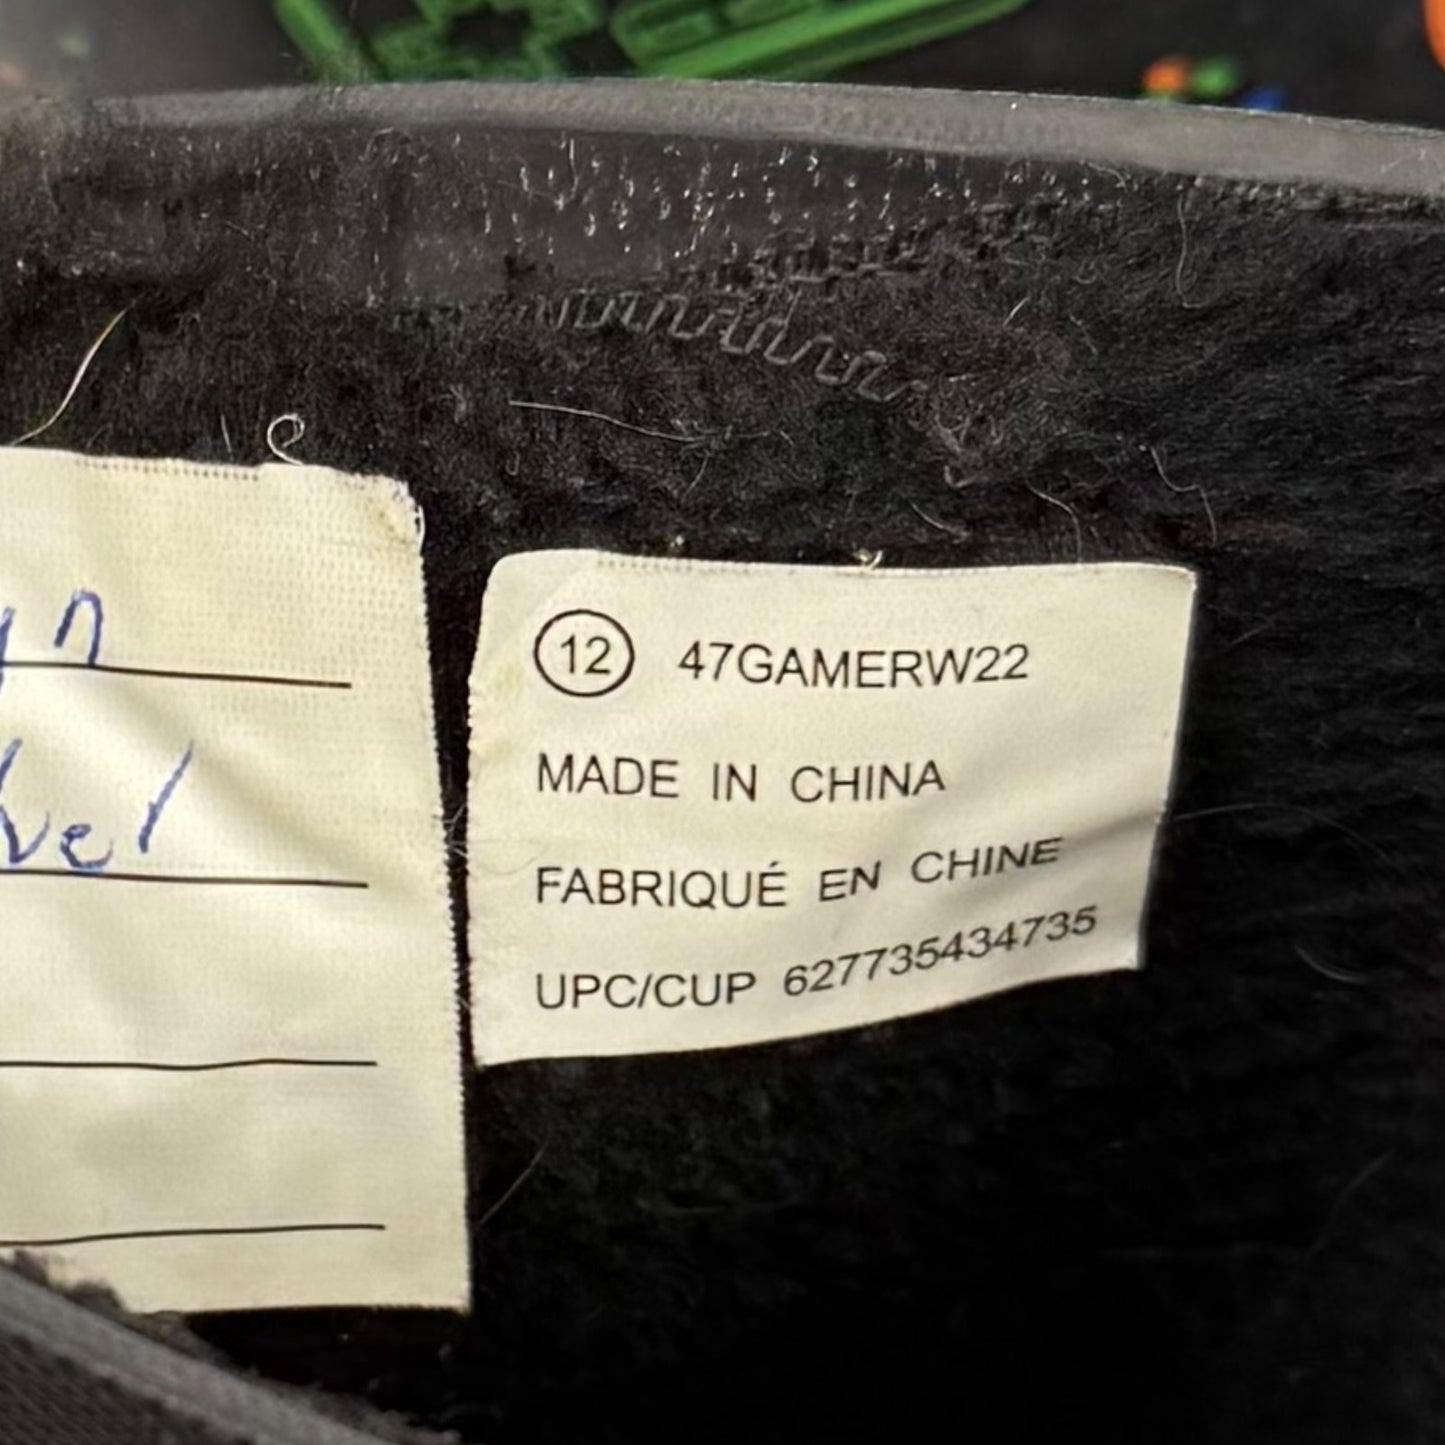 12 47GAMERW22
MADE IN CHINA
FABRIQUÉ EN CHINE
UPC/CUP 627735434735